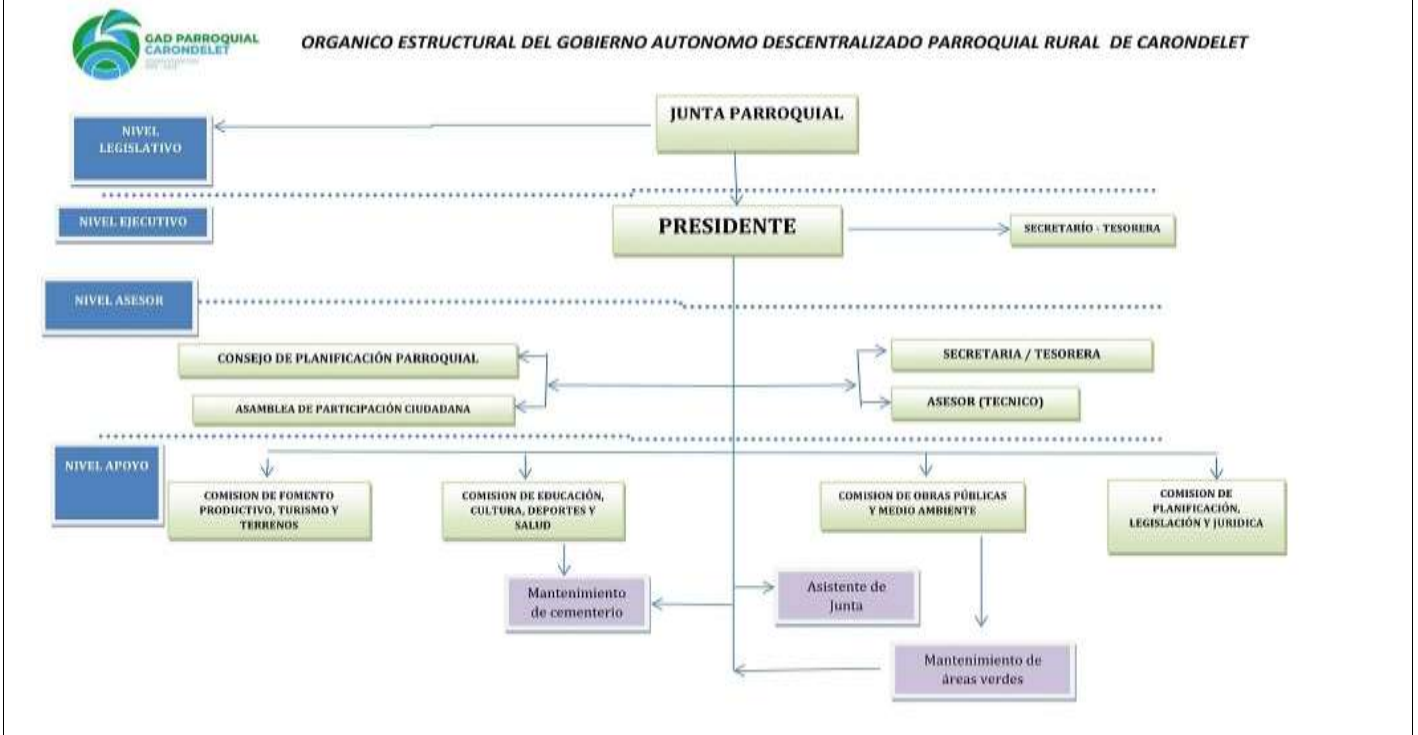 GAD PARROQUIAL
CARONDELET
ORGANICO ESTRUCTURAL DEL GOBIERNO AUTONOMO DESCENTRALIZADO PARROQUIAL RURAL DE CARONDELET
JUNTA PARROQUIAL
NIVEL
LEGISLATIVO
NIVEL EJECUTIVO
PRESIDENTE
SECRETARÍO - TESORERA
NIVEL ASESOR
CONSEJO DE PLANIFICACIÓN PARROQUIAL
SECRETARIA / TESORERA
ASAMBLEA DE PARTICIPACIÓN CIUDADANA
ASESOR (TECNICO)
NIVEL APOYO
COMISION DE FOMENTO
PRODUCTIVO, TURISMO Y
TERRENOS
COMISION DE EDUCACIÓN,
CULTURA, DEPORTES Y
SALUD
COMISION DE OBRAS PÚBLICAS
Y MEDIO AMBIENTE
COMISION DE
PLANIFICACIÓN,
LEGISLACIÓN Y JURIDICA
Mantenimiento
de cementerio
Asistente de
Junta
Mantenimiento de
áreas verdes